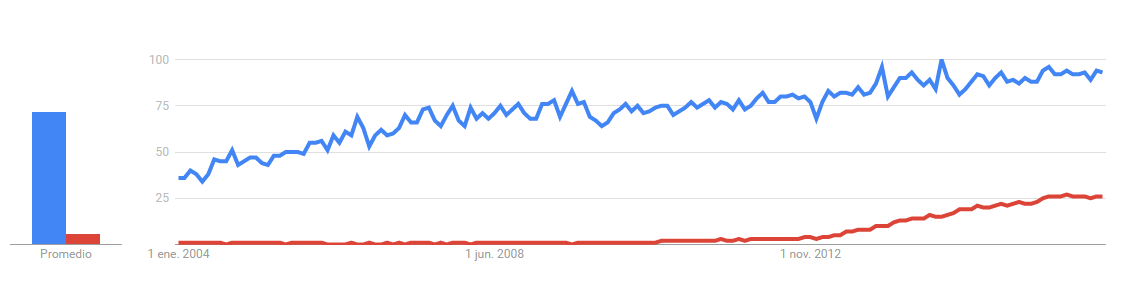 100
75
50
25
Promedio
1 ene. 2004
1 jun. 2008
1 nov. 2012